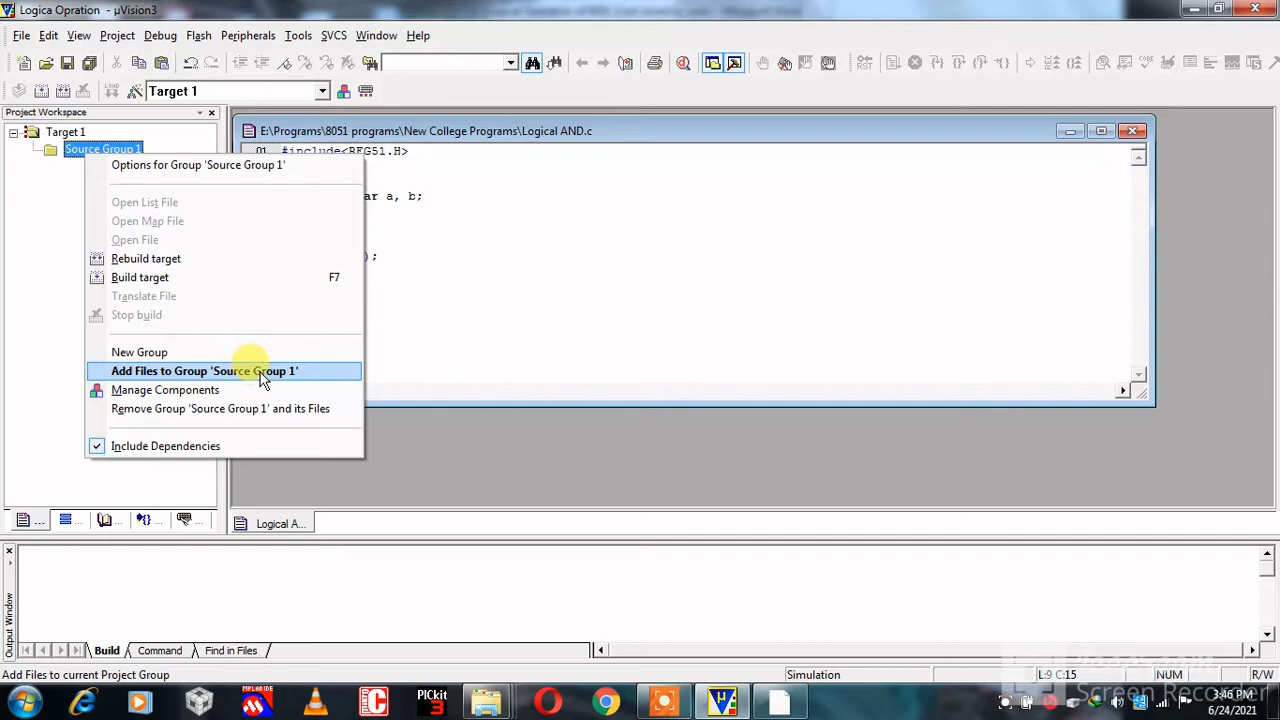 Logica Opration - µVision3
File Edit View Project Debug Flash Peripherals Tools SVCS Window Help
Target 1
Project Workspace
Target 1
Source Group 1
E:\Programs\8051 programs\New College Programs\Logical AND.c
01 #include<REG51.H>
ar a, b;
);
Options for Group 'Source Group 1'
Open List File
Open Map File
Open File
Rebuild target
Build target F7
Translate File
Stop build
New Group
Add Files to Group 'Source Group 1'
Manage Components
Remove Group 'Source Group 1' and its Files
Include Dependencies
Logical A...
Output Window
Build Command Find in Files
Add Files to current Project Group Simulation L:9 C:15 NUM R/W
Screen Recorder
MPLAB IDE
PICkit 3
3:46 PM
6/24/2021